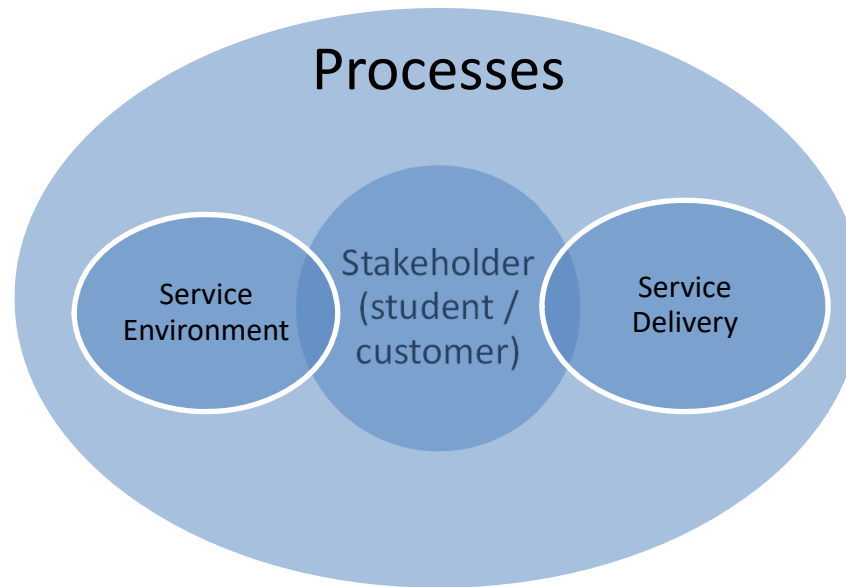 Processes
Service
Environment
Stakeholder
(student /
customer)
Service
Delivery